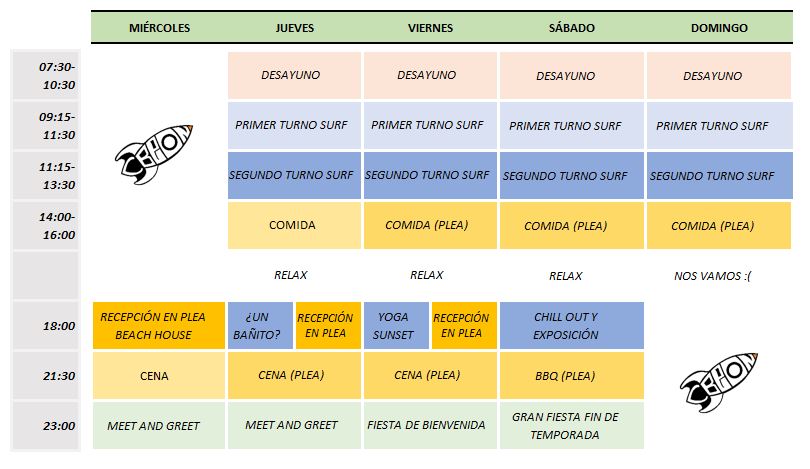 MIÉRCOLES JUEVES VIERNES SÁBADO DOMINGO
07:30-
10:30
DESAYUNO DESAYUNO DESAYUNO DESAYUNO
09:15-
11:30
PRIMER TURNO SURF PRIMER TURNO SURF PRIMER TURNO SURF PRIMER TURNO SURF
11:15-
13:30
SEGUNDO TURNO SURF SEGUNDO TURNO SURF SEGUNDO TURNO SURF SEGUNDO TURNO SURF
14:00-
16:00
COMIDA COMIDA (PLEA) COMIDA (PLEA) COMIDA (PLEA)
RELAX RELAX RELAX NOS VAMOS :(
18:00
RECEPCIÓN EN PLEA
BEACH HOUSE
¿UN
BAÑITO?
RECEPCIÓN
EN PLEA
YOGA
SUNSET
RECEPCIÓN
EN PLEA
CHILL OUT Y
EXPOSICIÓN
21:30 CENA CENA (PLEA) CENA (PLEA) BBQ (PLEA)
23:00 MEET AND GREET MEET AND GREET FIESTA DE BIENVENIDA
GRAN FIESTA FIN DE
TEMPORADA